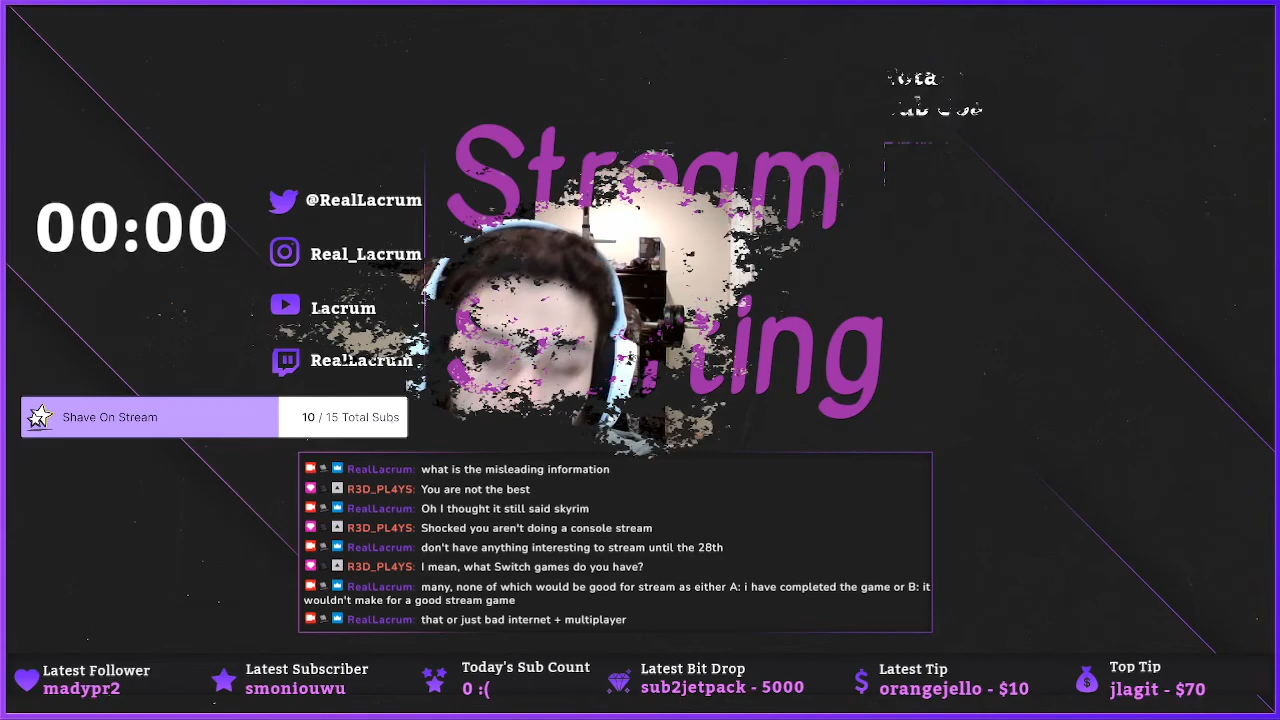 Stream
00:00
@RealLacrum
Real_Lacrum
Lacrum
RealLacrum
Shave On Stream
10 / 15 Total Subs
RealLacrum: what is the misleading information
R3D_PL4YS: You are not the best
RealLacrum: Oh I thought it still said skyrim
R3D_PL4YS: Shocked you aren't doing a console stream
RealLacrum: don't have anything interesting to stream until the 28th
R3D_PL4YS: I mean, what Switch games do you have?
RealLacrum: many, none of which would be good for stream as either A: i have completed the game or B: it
wouldn't make for a good stream game
RealLacrum: that or just bad internet + multiplayer
Latest Follower
madypr2
Latest Subscriber
smoniouwu
Today's Sub Count
0 :(
Latest Bit Drop
sub2jetpack - 5000
Latest Tip
orangejello - $10
Top Tip
jlagit - $70